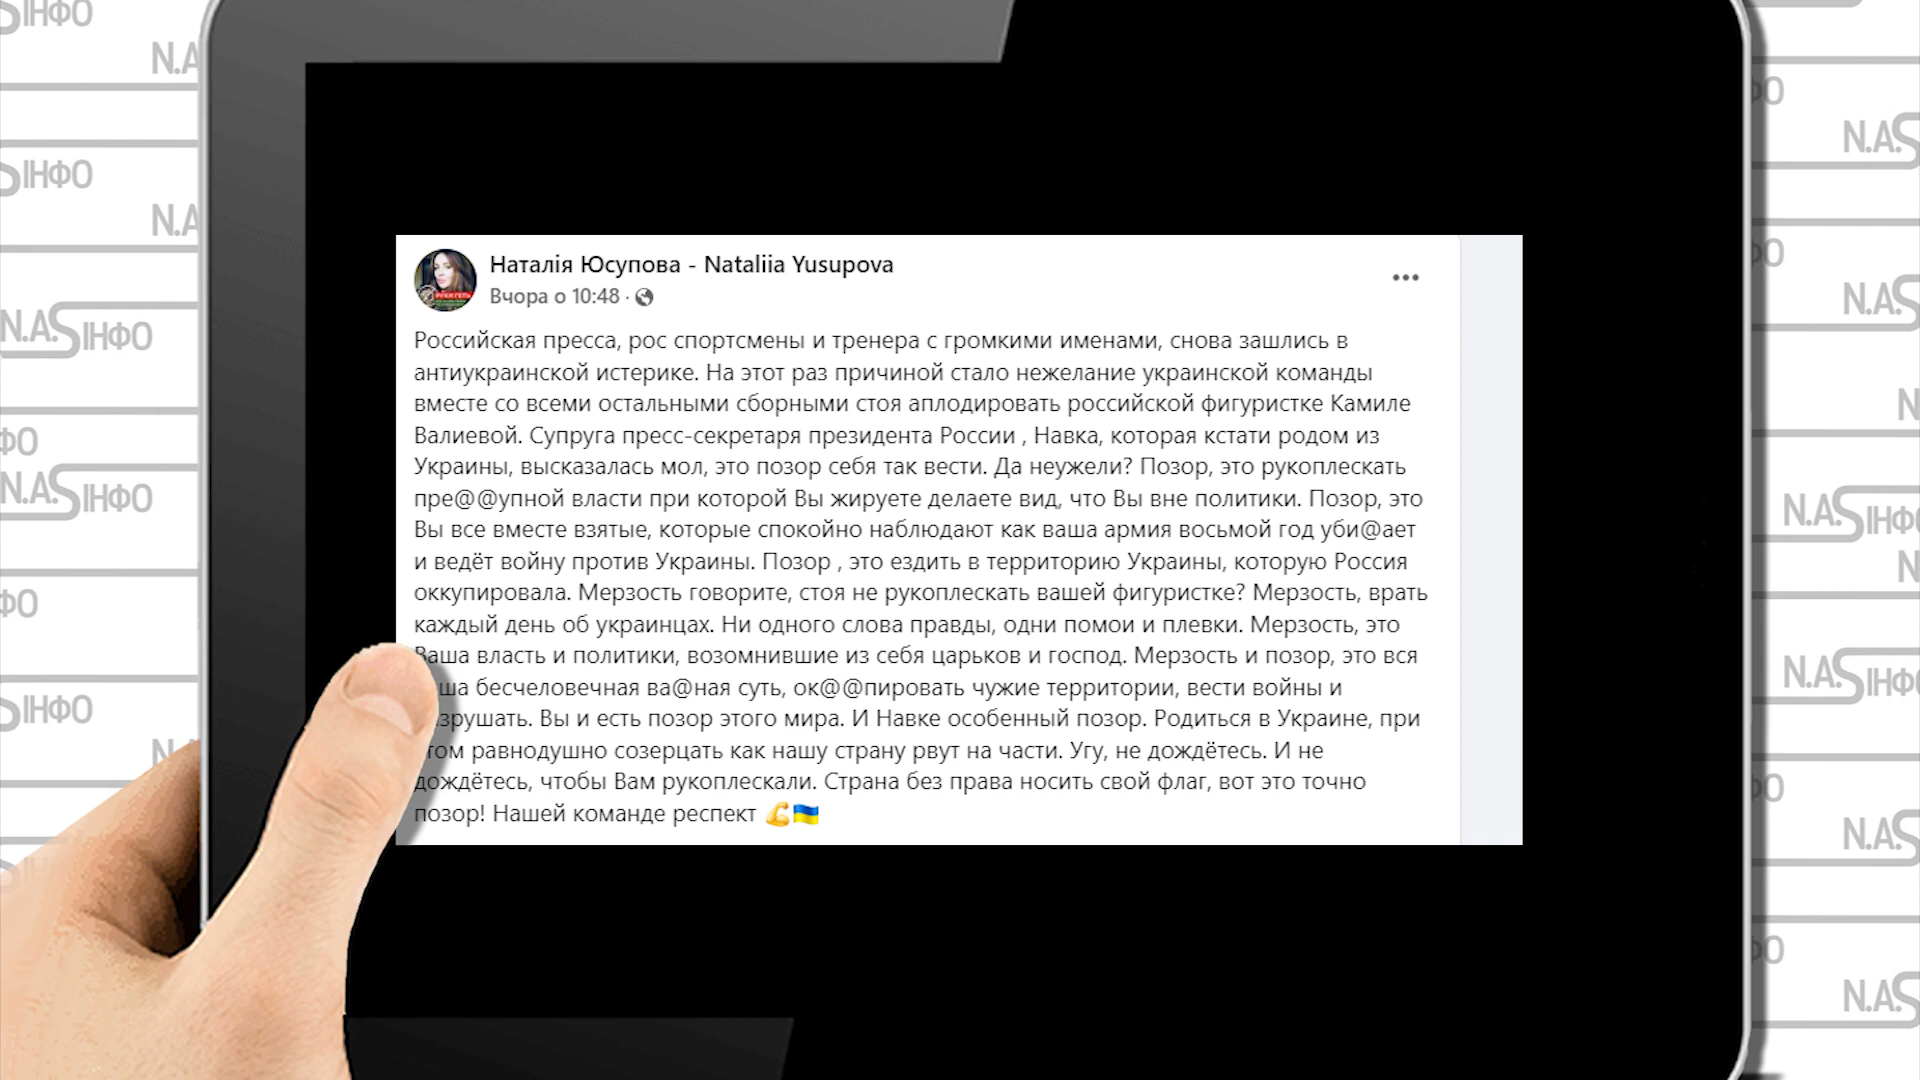 Наталія Юсупова - Nataliia Yusupova
Вчора о 10:48 ·
Российская пресса, рос спортсмены и тренера с громкими именами, снова зашлись в
антиукраинской истерике. На этот раз причиной стало нежелание украинской команды
вместе со всеми остальными сборными стоя аплодировать российской фигуристке Камиле
Валиевой. Супруга пресс-секретаря президента России , Навка, которая кстати родом из
Украины, высказалась мол, это позор себя так вести. Да неужели? Позор, это рукоплескать
пре@@упной власти при которой Вы жируете делаете вид, что Вы вне политики. Позор, это
Вы все вместе взятые, которые спокойно наблюдают как ваша армия восьмой год уби@ает
и ведёт войну против Украины. Позор , это ездить в территорию Украины, которую Россия
оккупировала. Мерзость говорите, стоя не рукоплескать вашей фигуристке? Мерзость, врать
каждый день об украинцах. Ни одного слова правды, одни помои и плевки. Мерзость, это
Ваша власть и политики, возомнившие из себя царьков и господ. Мерзость и позор, это вся
ша бесчеловечная ва@ная суть, ок@@пировать чужие территории, вести войны и
зрушать. Вы и есть позор этого мира. И Навке особенный позор. Родиться в Украине, при
том равнодушно созерцать как нашу страну рвут на части. Угу, не дождётесь. И не
дождётесь, чтобы Вам рукоплескали. Страна без права носить свой флаг, вот это точно
позор! Нашей команде респект 💪🇺🇦
N.A.SІНФО
N.A.SІНФО
N.A.SІНФО
N.A.SІНФО